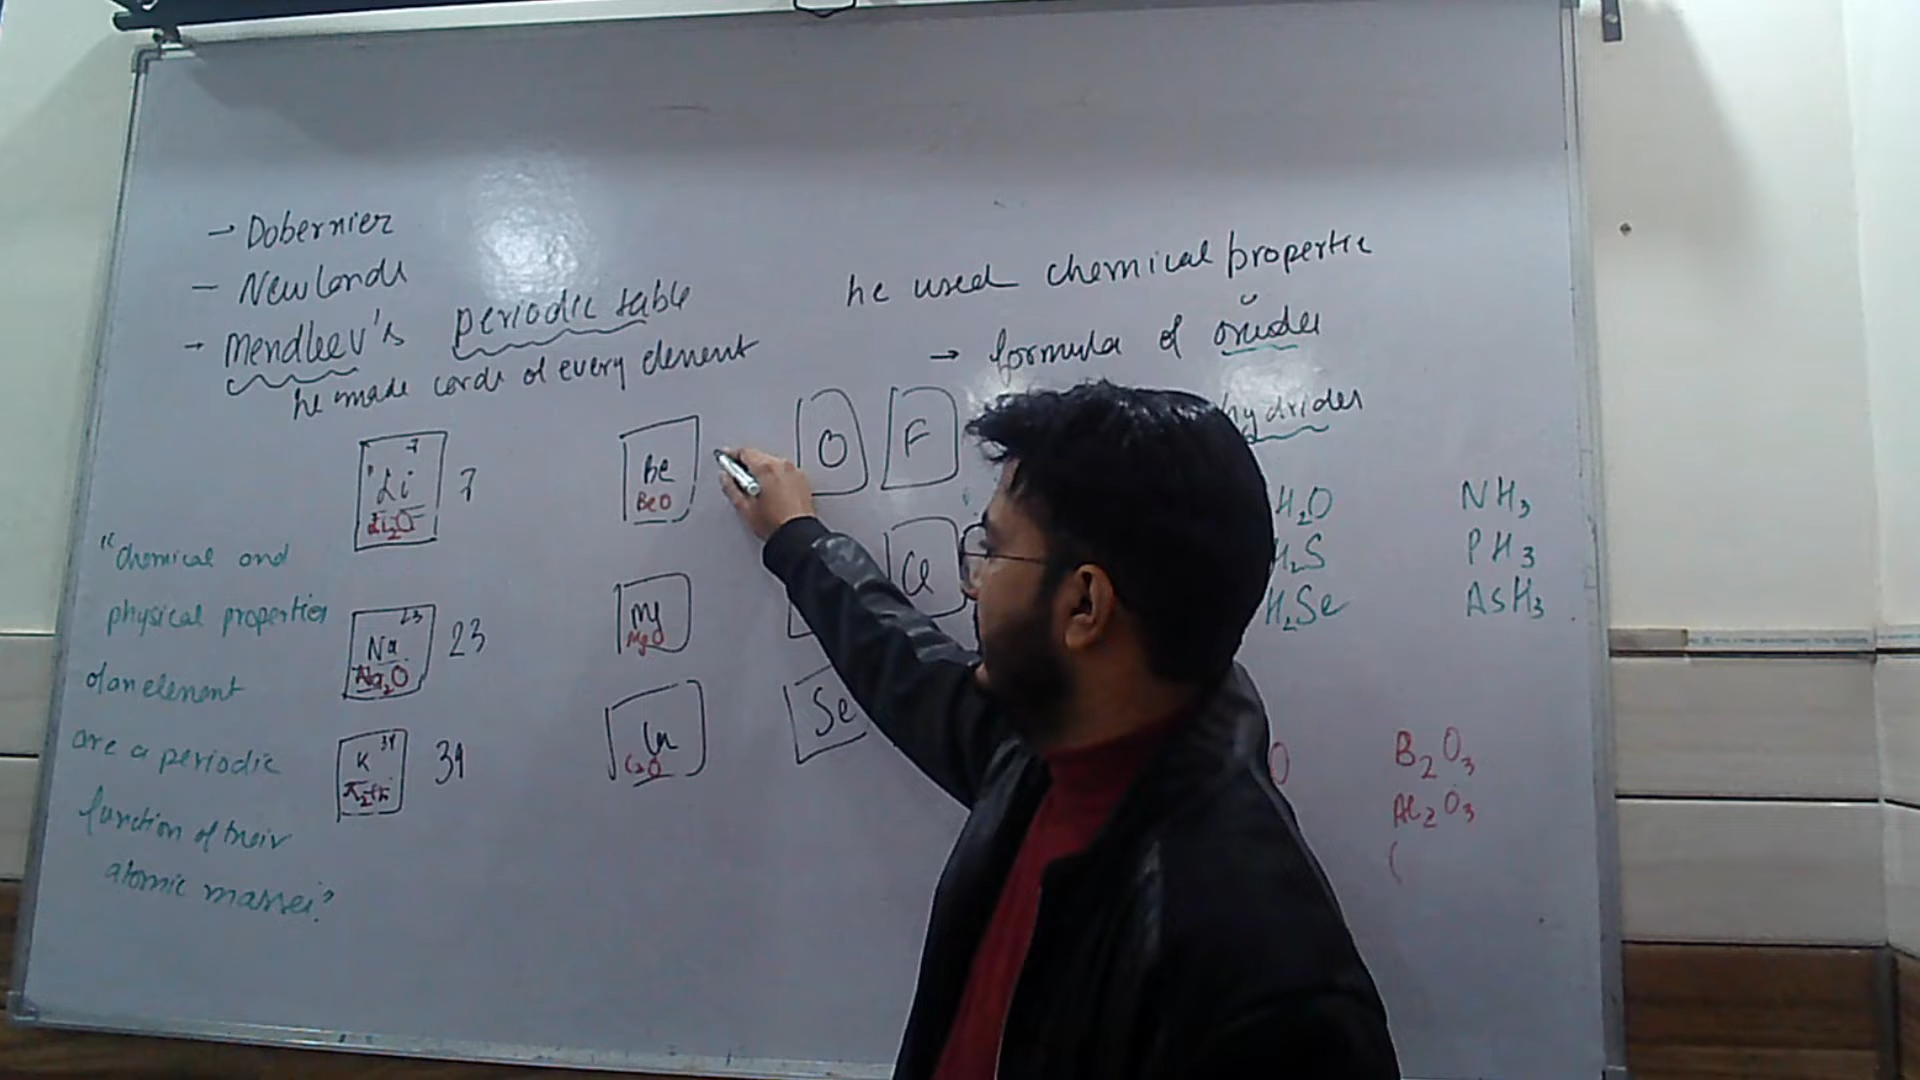 → Dobernier
– Newlands
→ Mendleev's periodic table
he made cards of every element
he used chemical propertie
→ formula of oxides
hydrides
7
Li
Li2O
7
Be
BeO
O
F
H2O
NH3
H2S
PH3
H2Se
AsH3
"Chemical and
physical properties
of an element
are a periodic
function of their
atomic masses"
23
Na
Na2O
23
Mg
MgO
Cl
K
39
Ca
CaO
Se
O
B2O3
Al2O3
(